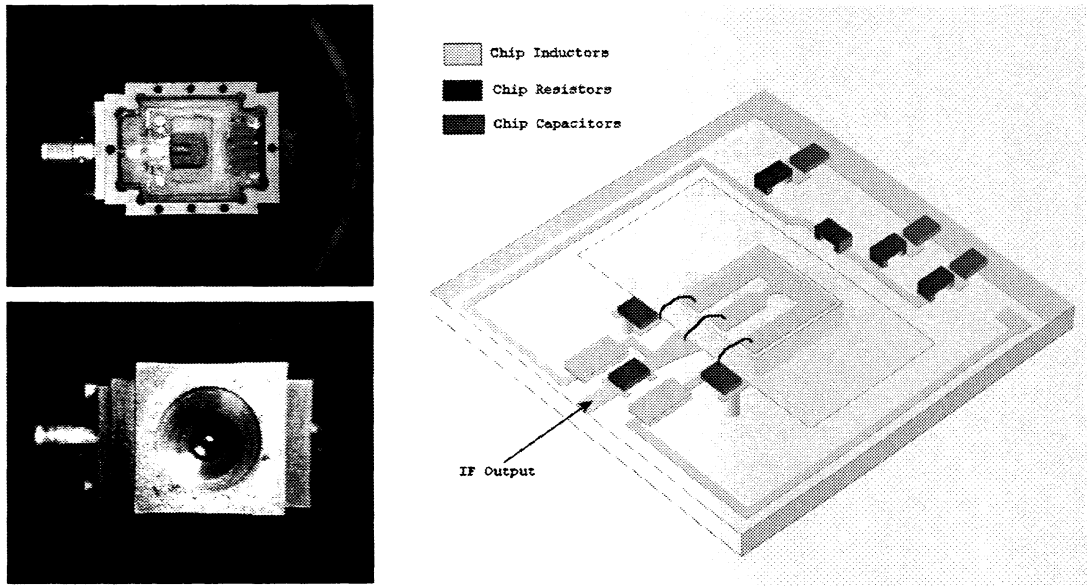 Chip Inductors
Chip Resistors
Chip Capacitors
IF Output